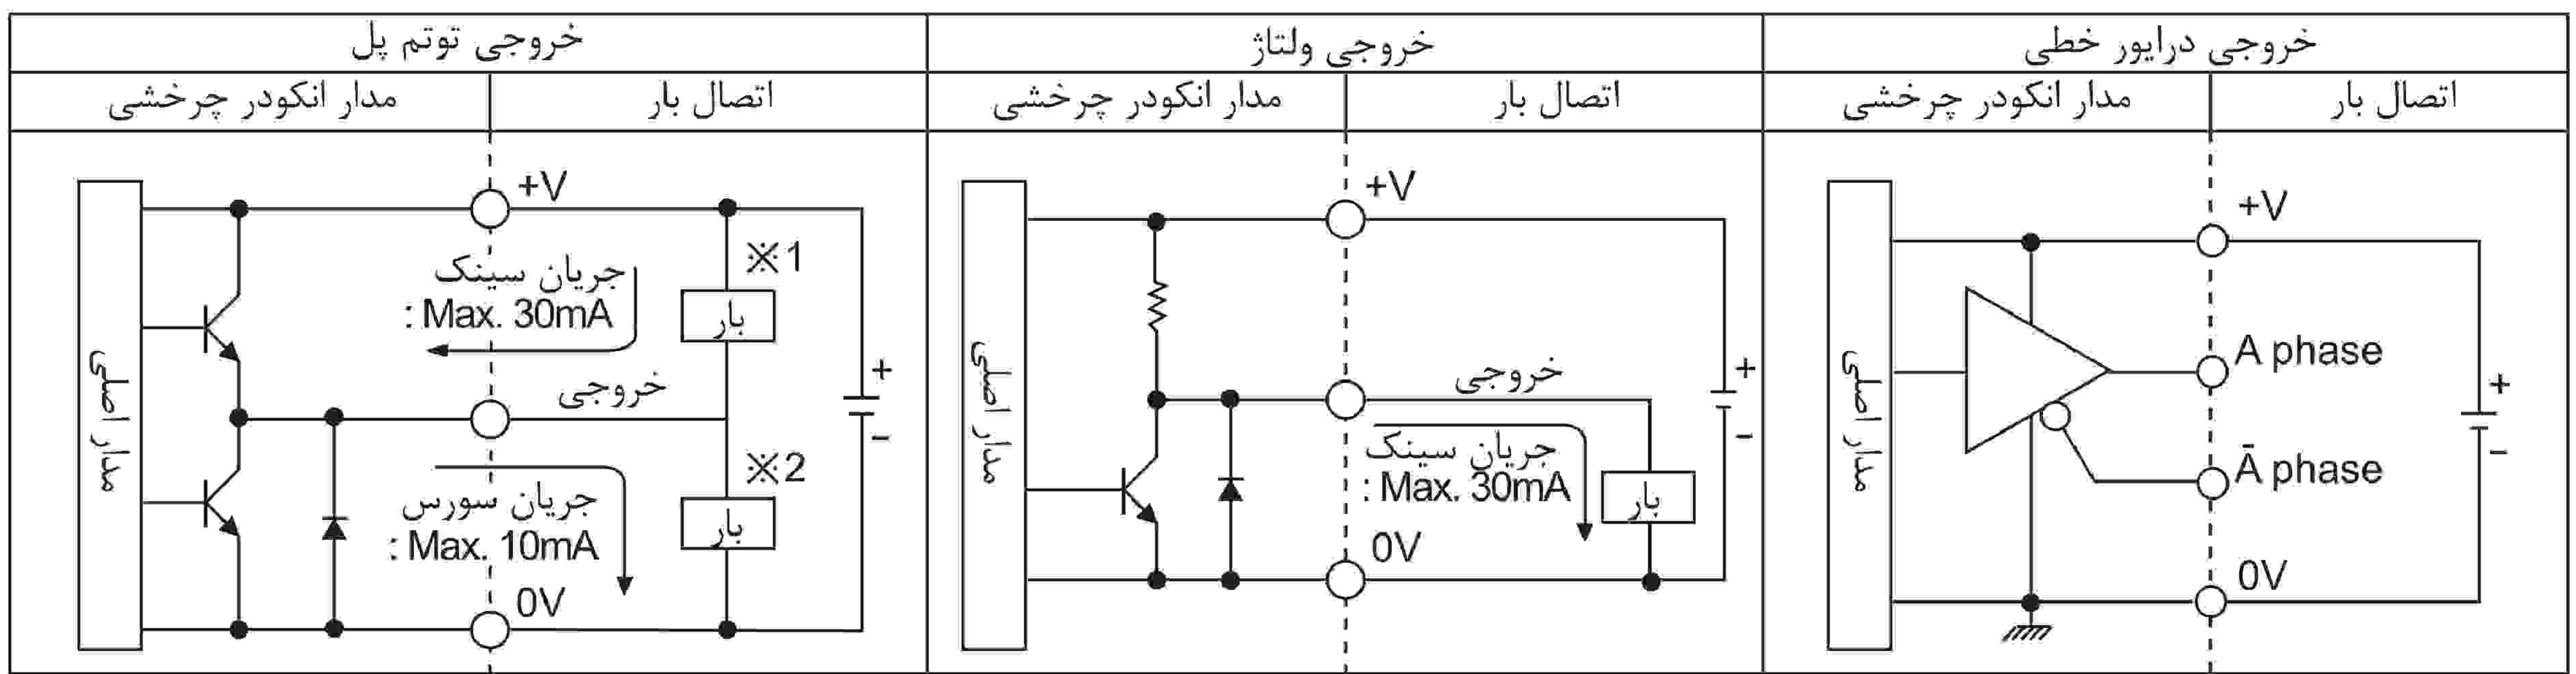 خروجی توتم پل
مدار انکودر چرخشی
اتصال بار
+V
※1
جریان سینک
: Max. 30mA
بار
مدار اصلی
خروجی
+
-
※2
جریان سورس
: Max. 10mA
بار
0V
خروجی ولتاژ
مدار انکودر چرخشی
اتصال بار
+V
مدار اصلی
خروجی
+
-
جریان سینک
: Max. 30mA
بار
0V
خروجی درایور خطی
مدار انکودر چرخشی
اتصال بار
+V
مدار اصلی
A phase
+
-
Ā phase
0V